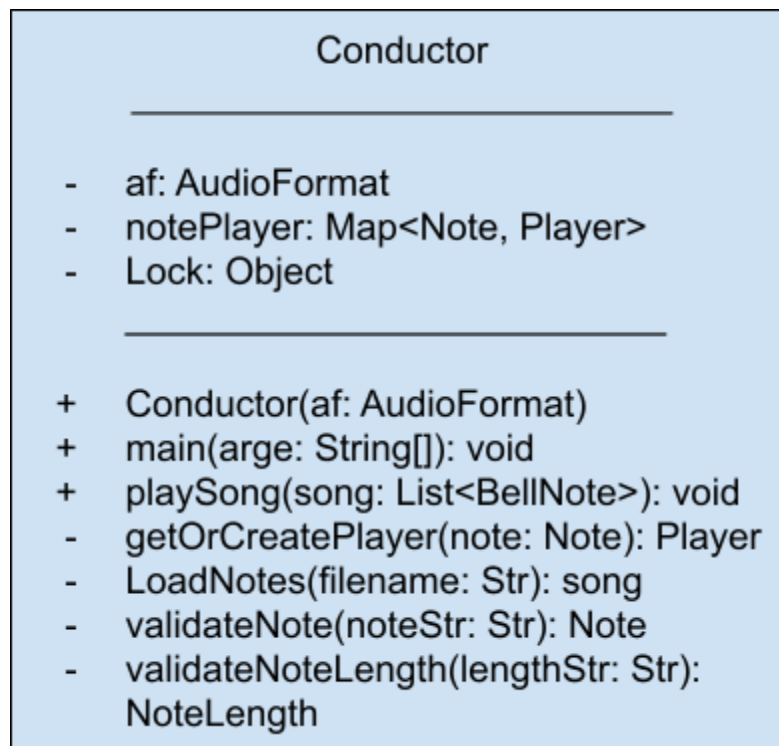 Conductor
- af: AudioFormat
- notePlayer: Map<Note, Player>
- Lock: Object
+ Conductor(af: AudioFormat)
+ main(arge: String[]): void
+ playSong(song: List<BellNote>): void
- getOrCreatePlayer(note: Note): Player
- LoadNotes(filename: Str): song
- validateNote(noteStr: Str): Note
- validateNoteLength(lengthStr: Str):
NoteLength